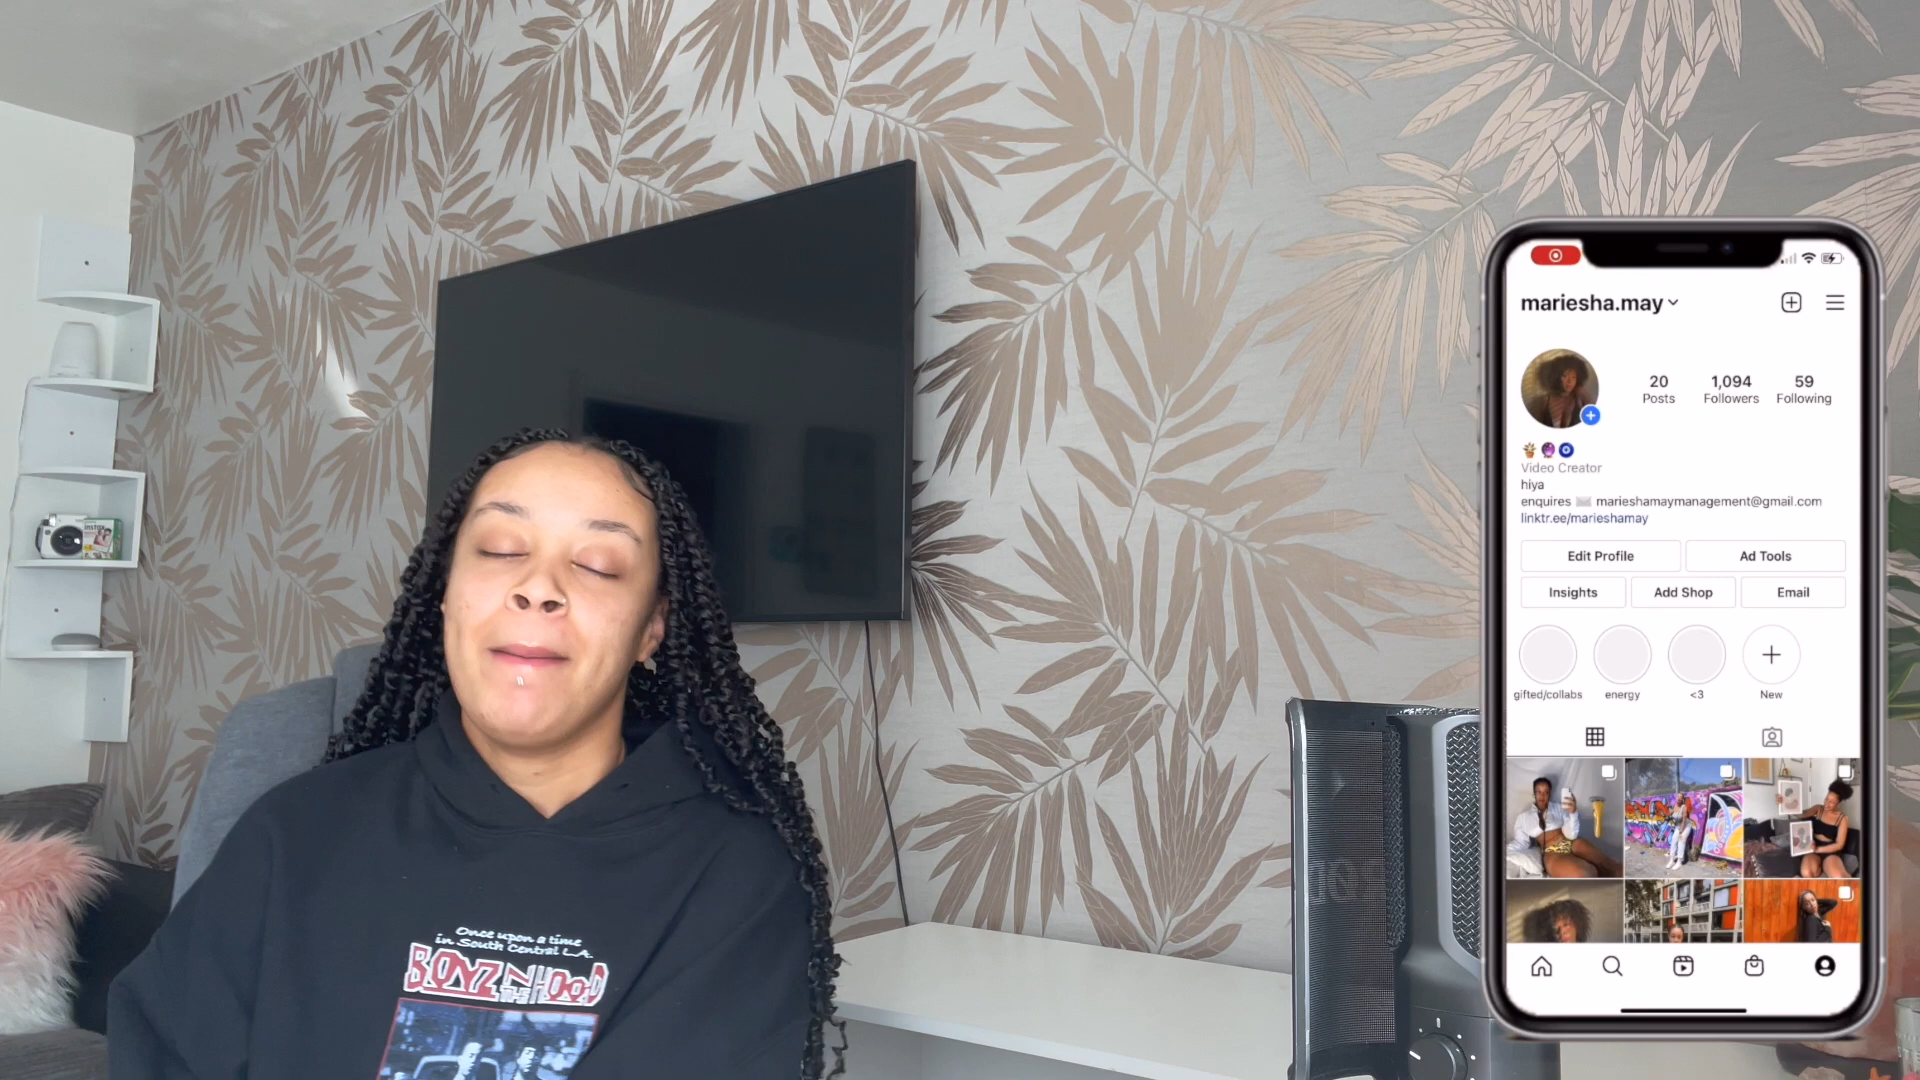 instax
Once upon a time
in South Central L.A.
BOYZ N THE HOOD
mariesha.may
20
1,094
59
Posts
Followers
Following
Video Creator
hiya
enquires ✉️ marieshamaymanagement@gmail.com
linktr.ee/marieshamay
Edit Profile
Ad Tools
Insights
Add Shop
Email
gifted/collabs
energy
<3
New